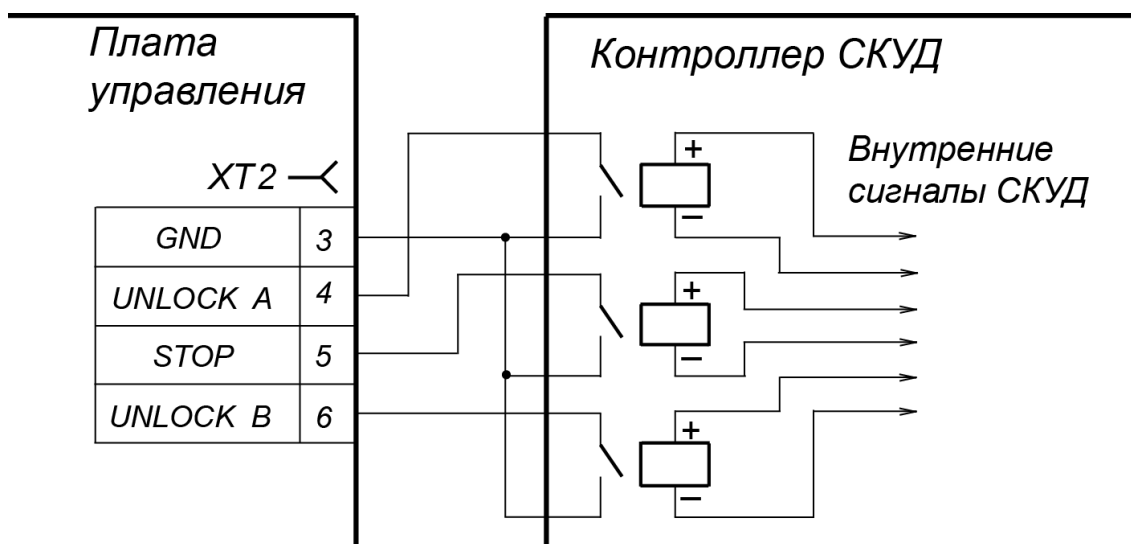 Плата
управления
Контроллер СКУД
XT2
GND 3
UNLOCK A 4
STOP 5
UNLOCK B 6
+
−
+
−
+
−
Внутренние
сигналы СКУД